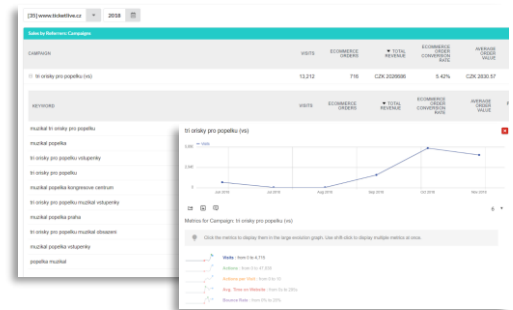 [35] www.ticketlive.cz 2018
Sales by Referrers: Campaigns
CAMPAIGN VISITS ECOMMERCE ORDERS TOTAL REVENUE ECOMMERCE ORDER CONVERSION RATE AVERAGE ORDER VALUE
tri orisky pro popelku (vs) 13,212 716 5.42%
KEYWORD VISITS ECOMMERCE ORDERS TOTAL REVENUE ECOMMERCE ORDER CONVERSION RATE AVERAGE ORDER VALUE
muzikal tri orisky pro popelku
muzikal popelka
tri orisky pro popelku vstupenky
tri orisky pro popelku
muzikal popelka kongresove centrum
tri orisky pro popelku muzikal vstupenky
muzikal popelka praha
tri orisky pro popelku muzikal obsazeni
muzikal popelka vstupenky
popelka muzikal
tri orisky pro popelku (vs)
Visits
0
Jun 2018 Jul 2018 Aug 2018 Sep 2018 Oct 2018 Nov 2018
Metrics for Campaign: tri orisky pro popelku (vs)
Click the metrics to display them in the large evolution graph. Use shift click to display multiple metrics at once.
Visits
Actions
Actions per Visit
Avg. Time on Website
Bounce Rate